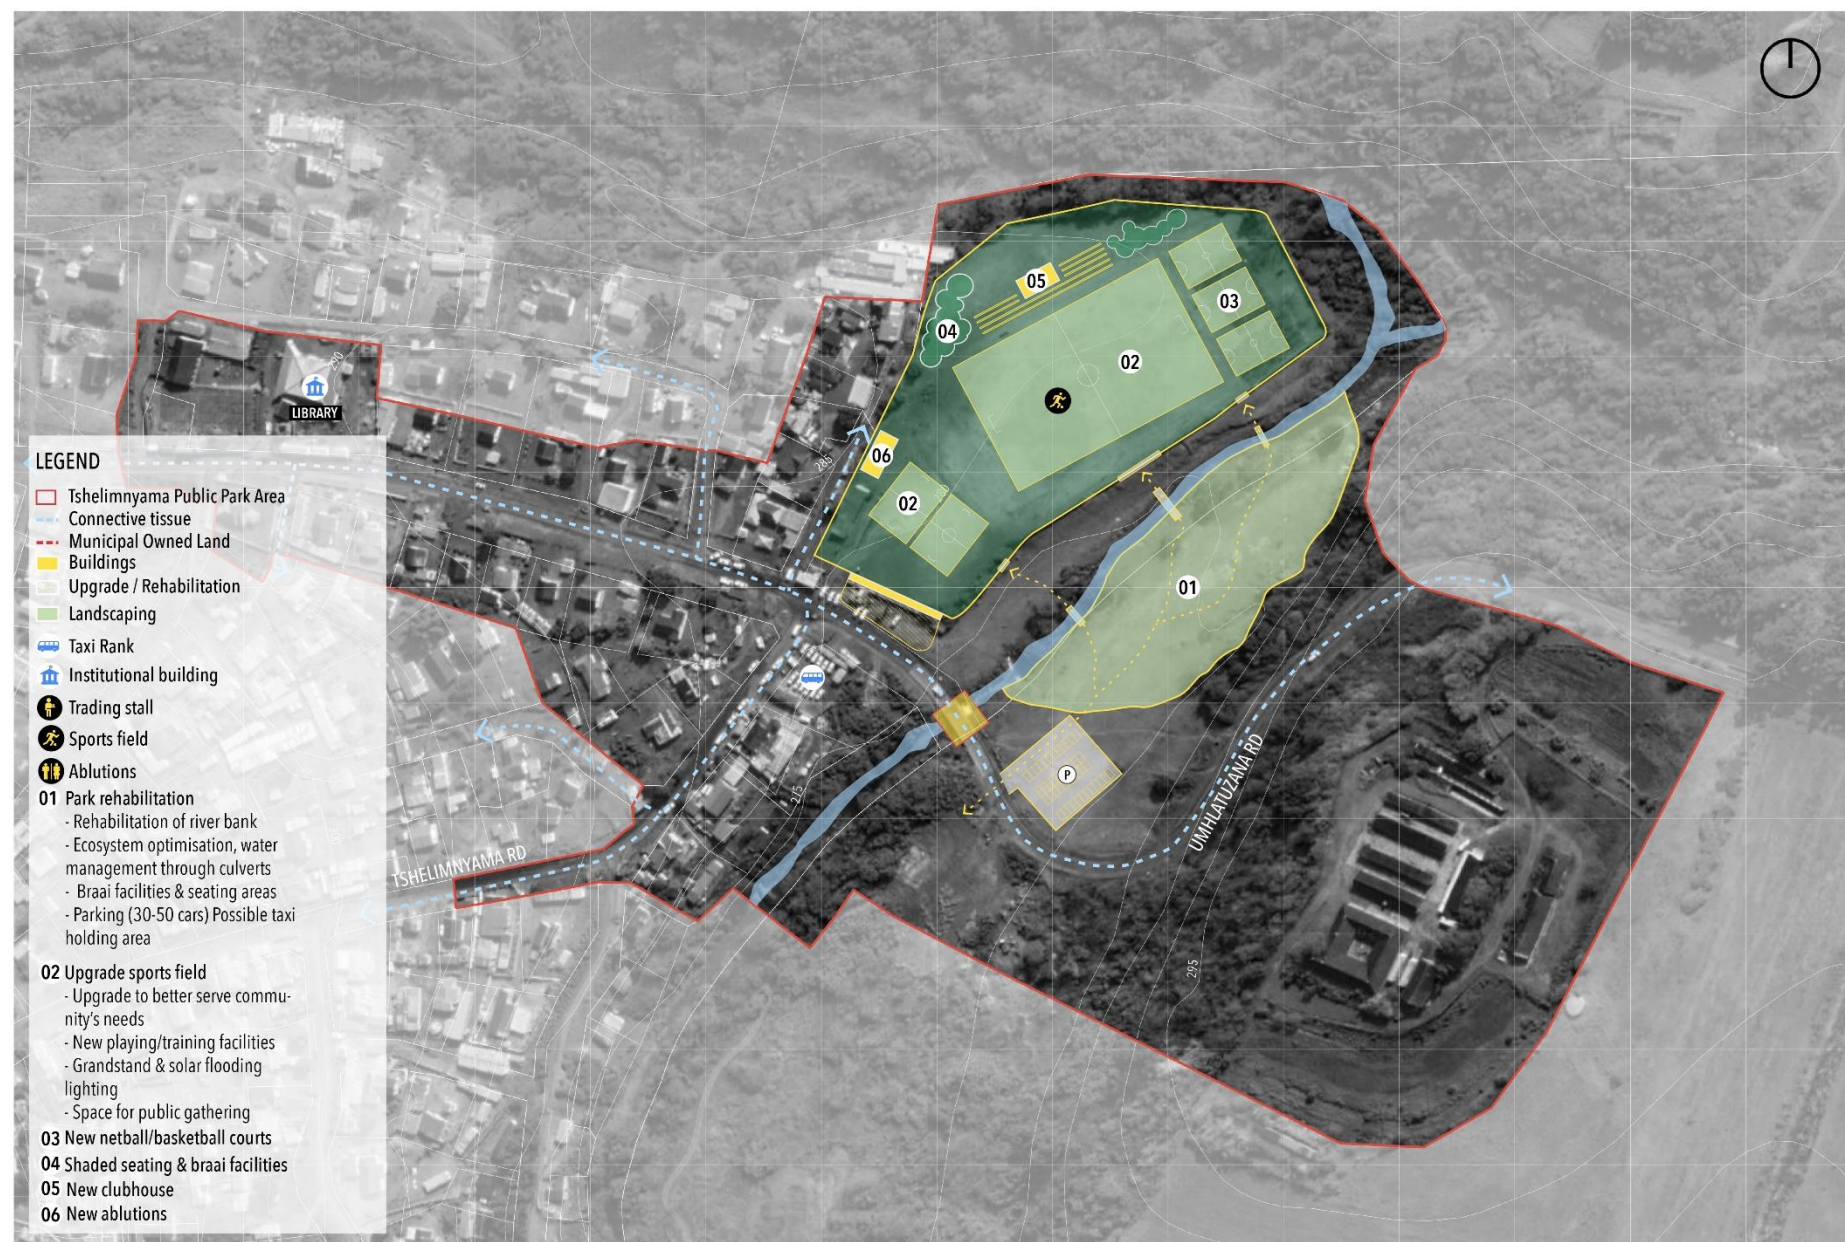 LEGEND
Tshelimnyama Public Park Area
Connective tissue
Municipal Owned Land
Buildings
Upgrade / Rehabilitation
Landscaping
Taxi Rank
Institutional building
Trading stall
Sports field
Ablutions
01 Park rehabilitation
- Rehabilitation of river bank
- Ecosystem optimisation, water
management through culverts
- Braai facilities & seating areas
- Parking (30-50 cars) Possible taxi
holding area
02 Upgrade sports field
- Upgrade to better serve commu-
nity's needs
- New playing/training facilities
- Grandstand & solar flooding
lighting
- Space for public gathering
03 New netball/basketball courts
04 Shaded seating & braai facilities
05 New clubhouse
06 New ablutions
LIBRARY
290
285
280
275
295
05
03
04
02
06
02
01
P
TSHELIMNYAMA RD
UMHLATUZANA RD